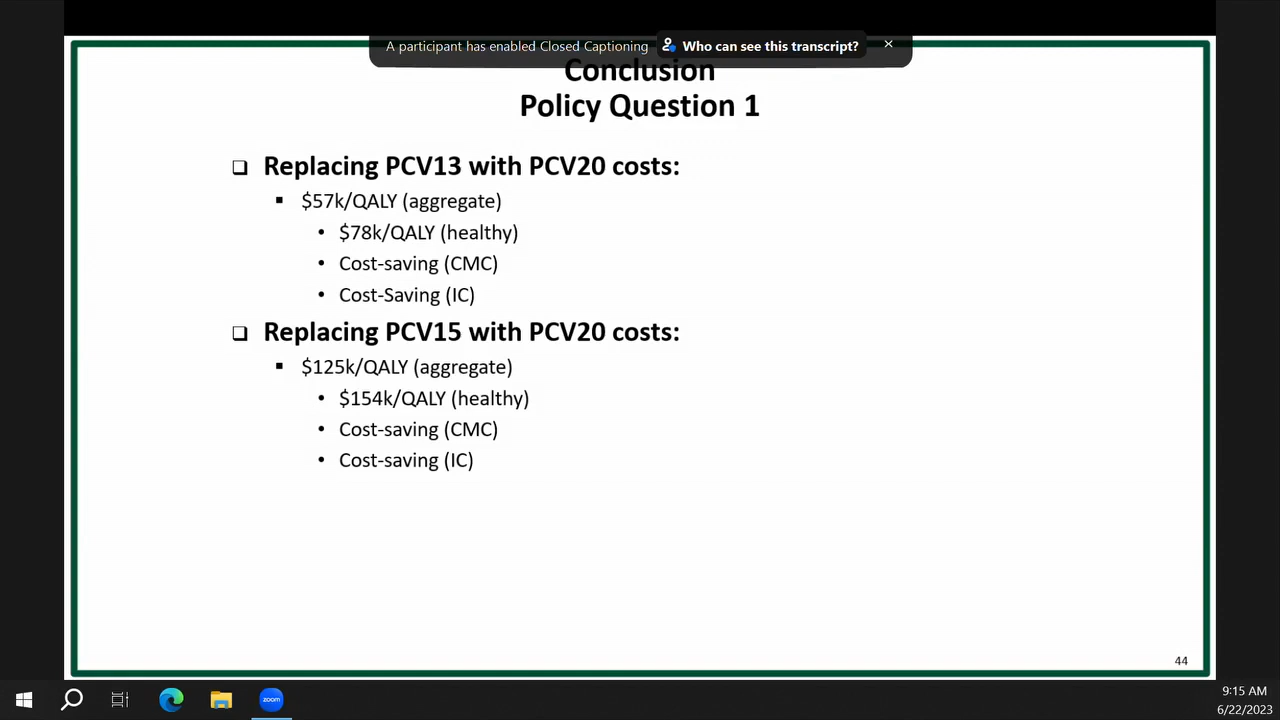 A participant has enabled Closed Captioning Who can see this transcript?
Conclusion
Policy Question 1
Replacing PCV13 with PCV20 costs:
$57k/QALY (aggregate)
$78k/QALY (healthy)
Cost-saving (CMC)
Cost-Saving (IC)
Replacing PCV15 with PCV20 costs:
$125k/QALY (aggregate)
$154k/QALY (healthy)
Cost-saving (CMC)
Cost-saving (IC)
44
zoom
9:15 AM
6/22/2023